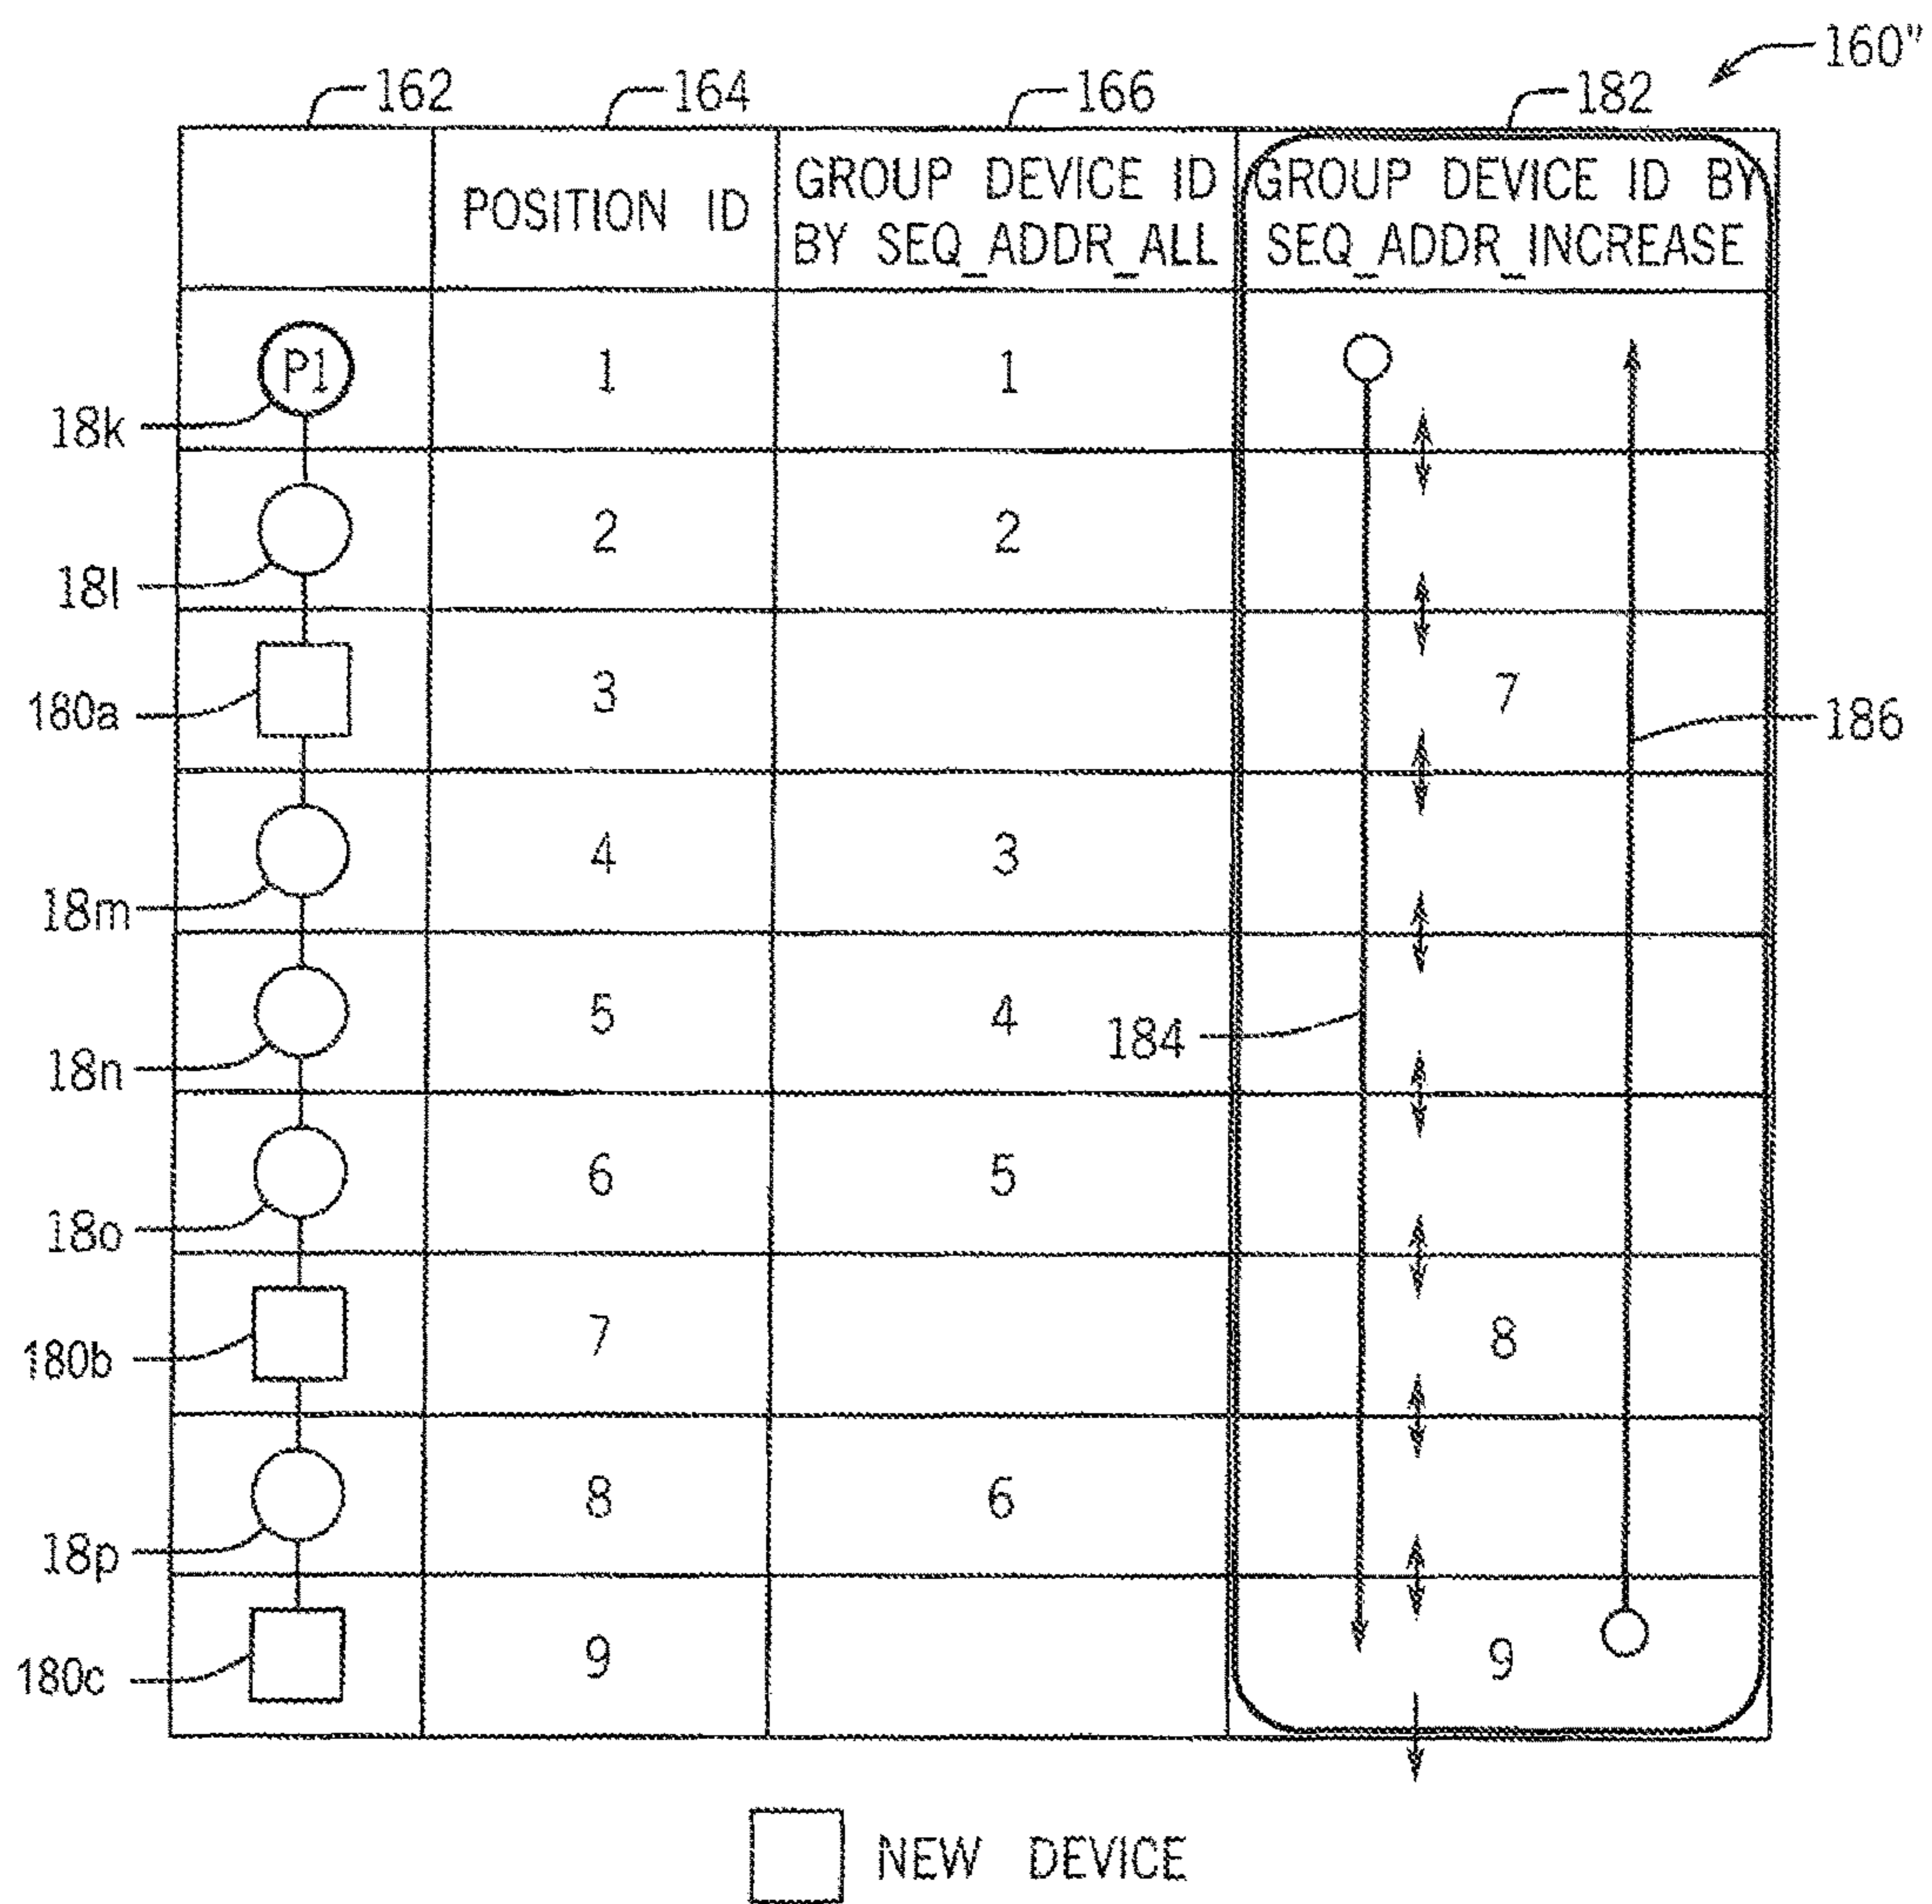 160"
162
164
166
182
POSITION ID
GROUP DEVICE ID
BY SEQ_ADDR_ALL
GROUP DEVICE ID BY
SEQ_ADDR_INCREASE
P1
1
1
18k
2
2
18l
3
7
180a
186
4
3
18m
5
4
184
18n
6
5
18o
7
8
180b
8
6
18p
9
9
180c
NEW DEVICE